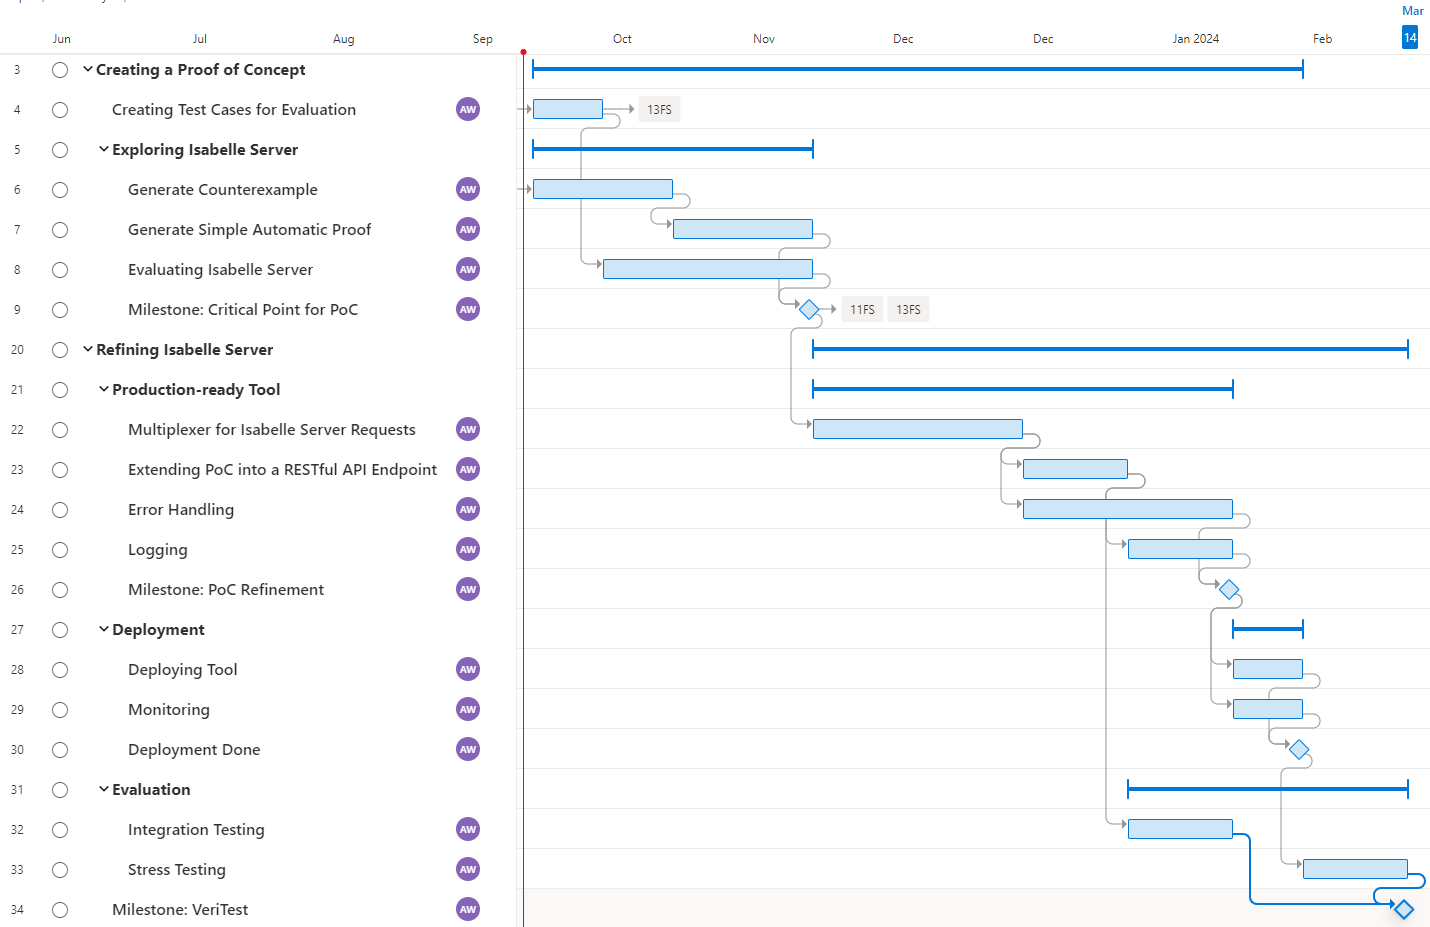 Mar
Jun Jul Aug Sep Oct Nov Dec Dec Jan 2024 Feb 14
3 Creating a Proof of Concept
4 Creating Test Cases for Evaluation AW 13FS
5 Exploring Isabelle Server
6 Generate Counterexample AW
7 Generate Simple Automatic Proof AW
8 Evaluating Isabelle Server AW
9 Milestone: Critical Point for PoC AW 11FS 13FS
20 Refining Isabelle Server
21 Production-ready Tool
22 Multiplexer for Isabelle Server Requests AW
23 Extending PoC into a RESTful API Endpoint AW
24 Error Handling AW
25 Logging AW
26 Milestone: PoC Refinement AW
27 Deployment
28 Deploying Tool AW
29 Monitoring AW
30 Deployment Done AW
31 Evaluation
32 Integration Testing AW
33 Stress Testing AW
34 Milestone: VeriTest AW